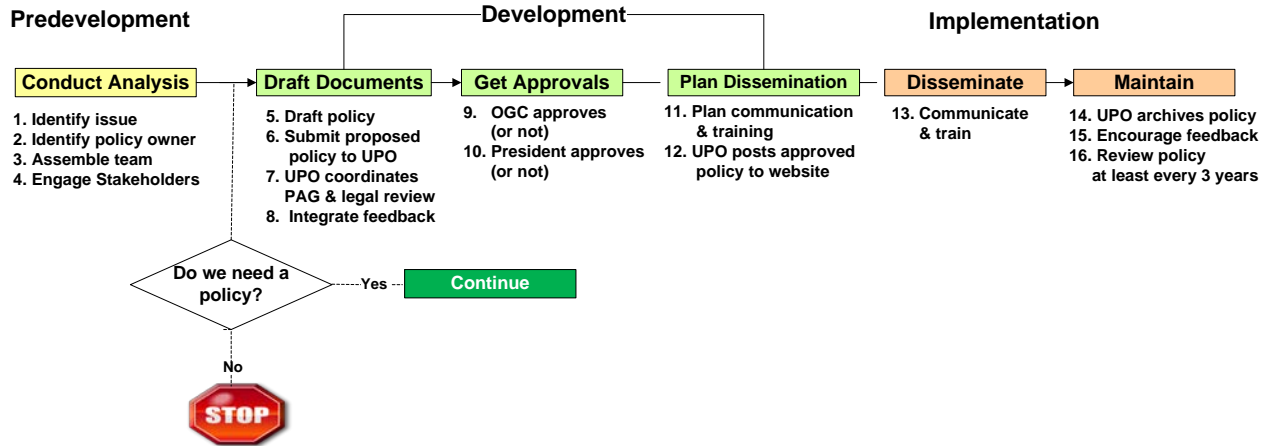 Predevelopment
Development
Implementation
Conduct Analysis
1. Identify issue
2. Identify policy owner
3. Assemble team
4. Engage Stakeholders
Draft Documents
5. Draft policy
6. Submit proposed
policy to UPO
7. UPO coordinates
PAG & legal review
8. Integrate feedback
Get Approvals
9. OGC approves
(or not)
10. President approves
(or not)
Plan Dissemination
11. Plan communication
& training
12. UPO posts approved
policy to website
Disseminate
13. Communicate
& train
Maintain
14. UPO archives policy
15. Encourage feedback
16. Review policy
at least every 3 years
Do we need a
policy?
Yes
Continue
No
STOP